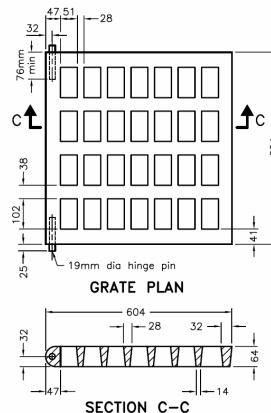 47 51 28
32
76mm
min
C C
38
102
41
25
19mm dia hinge pin
GRATE PLAN
604
28 32
32
64
47 14
SECTION C-C